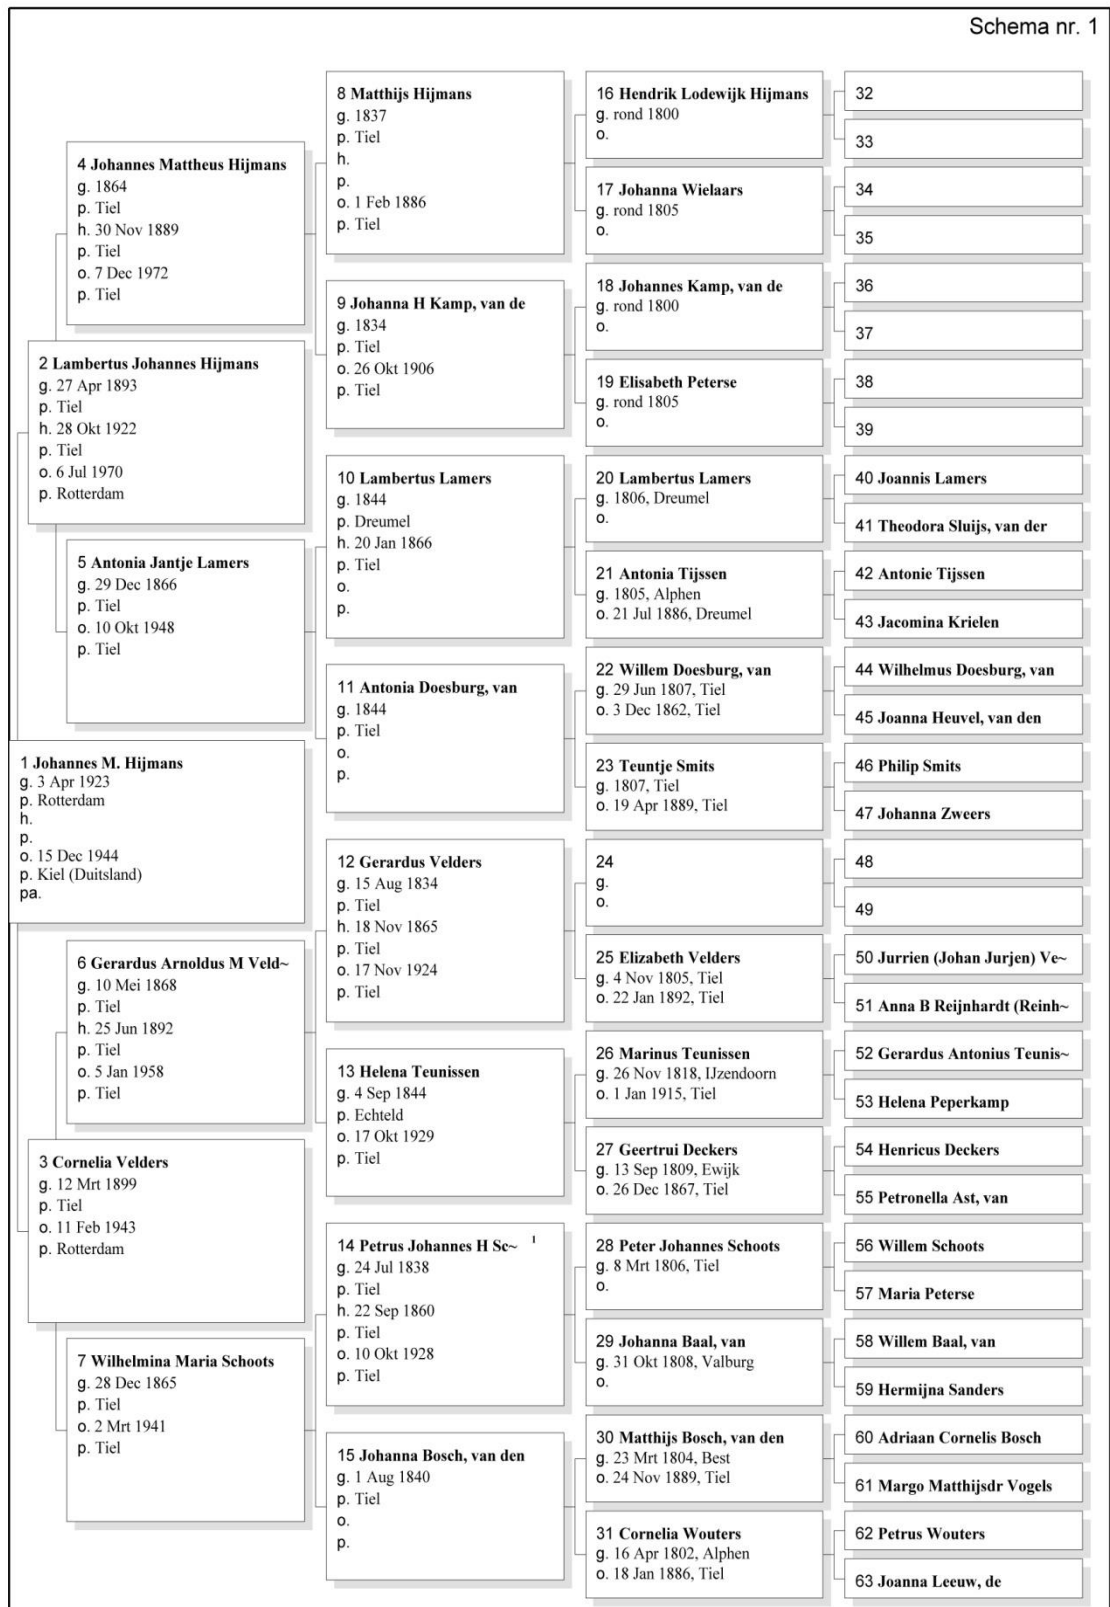 Schema nr. 1
1 Johannes M. Hijmans
g. 3 Apr 1923
p. Rotterdam
h.
p.
o. 15 Dec 1944
p. Kiel (Duitsland)
pa.
2 Lambertus Johannes Hijmans
g. 27 Apr 1893
p. Tiel
h. 28 Okt 1922
p. Tiel
o. 6 Jul 1970
p. Rotterdam
3 Cornelia Velders
g. 12 Mrt 1899
p. Tiel
o. 11 Feb 1943
p. Rotterdam
4 Johannes Mattheus Hijmans
g. 1864
p. Tiel
h. 30 Nov 1889
p. Tiel
o. 7 Dec 1972
p. Tiel
5 Antonia Jantje Lamers
g. 29 Dec 1866
p. Tiel
o. 10 Okt 1948
p. Tiel
6 Gerardus Arnoldus M Veld~
g. 10 Mei 1868
p. Tiel
h. 25 Jun 1892
p. Tiel
o. 5 Jan 1958
p. Tiel
7 Wilhelmina Maria Schoots
g. 28 Dec 1865
p. Tiel
o. 2 Mrt 1941
p. Tiel
8 Matthijs Hijmans
g. 1837
p. Tiel
h.
p.
o. 1 Feb 1886
p. Tiel
9 Johanna H Kamp, van de
g. 1834
p. Tiel
o. 26 Okt 1906
p. Tiel
10 Lambertus Lamers
g. 1844
p. Dreumel
h. 20 Jan 1866
p. Tiel
o.
p.
11 Antonia Doesburg, van
g. 1844
p. Tiel
o.
p.
12 Gerardus Velders
g. 15 Aug 1834
p. Tiel
h. 18 Nov 1865
p. Tiel
o. 17 Nov 1924
p. Tiel
13 Helena Teunissen
g. 4 Sep 1844
p. Echteld
o. 17 Okt 1929
p. Tiel
14 Petrus Johannes H Sc~ 1
g. 24 Jul 1838
p. Tiel
h. 22 Sep 1860
p. Tiel
o. 10 Okt 1928
p. Tiel
15 Johanna Bosch, van den
g. 1 Aug 1840
p. Tiel
o.
p.
16 Hendrik Lodewijk Hijmans
g. rond 1800
o.
17 Johanna Wielaars
g. rond 1805
o.
18 Johannes Kamp, van de
g. rond 1800
o.
19 Elisabeth Peterse
g. rond 1805
o.
20 Lambertus Lamers
g. 1806, Dreumel
o.
21 Antonia Tijssen
g. 1805, Alphen
o. 21 Jul 1886, Dreumel
22 Willem Doesburg, van
g. 29 Jun 1807, Tiel
o. 3 Dec 1862, Tiel
23 Teuntje Smits
g. 1807, Tiel
o. 19 Apr 1889, Tiel
24
g.
o.
25 Elizabeth Velders
g. 4 Nov 1805, Tiel
o. 22 Jan 1892, Tiel
26 Marinus Teunissen
g. 26 Nov 1818, IJzendoorn
o. 1 Jan 1915, Tiel
27 Geertrui Deckers
g. 13 Sep 1809, Ewijk
o. 26 Dec 1867, Tiel
28 Peter Johannes Schoots
g. 8 Mrt 1806, Tiel
o.
29 Johanna Baal, van
g. 31 Okt 1808, Valburg
o.
30 Matthijs Bosch, van den
g. 23 Mrt 1804, Best
o. 24 Nov 1889, Tiel
31 Cornelia Wouters
g. 16 Apr 1802, Alphen
o. 18 Jan 1886, Tiel
32
33
34
35
36
37
38
39
40 Joannis Lamers
41 Theodora Sluijs, van der
42 Antonie Tijssen
43 Jacomina Krielen
44 Wilhelmus Doesburg, van
45 Joanna Heuvel, van den
46 Philip Smits
47 Johanna Zweers
48
49
50 Jurrien (Johan Jurjen) Ve~
51 Anna B Reijnhardt (Reinh~
52 Gerardus Antonius Teunis~
53 Helena Peperkamp
54 Henricus Deckers
55 Petronella Ast, van
56 Willem Schoots
57 Maria Peterse
58 Willem Baal, van
59 Hermijna Sanders
60 Adriaan Cornelis Bosch
61 Margo Matthijsdr Vogels
62 Petrus Wouters
63 Joanna Leeuw, de